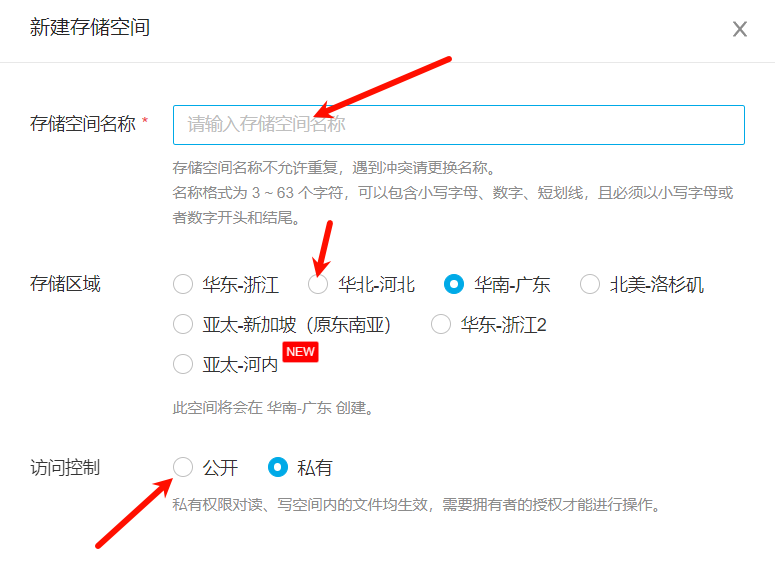 新建存储空间
存储空间名称 *
请输入存储空间名称
存储空间名称不允许重复，遇到冲突请更换名称。
名称格式为 3 ~ 63 个字符，可以包含小写字母、数字、短划线，且必须以小写字母或
者数字开头和结尾。
存储区域
华东-浙江 华北-河北 华南-广东 北美-洛杉矶
亚太-新加坡（原东南亚） 华东-浙江2
亚太-河内 NEW
此空间将会在 华南-广东 创建。
访问控制
公开 私有
私有权限对读、写空间内的文件均生效，需要拥有者的授权才能进行操作。